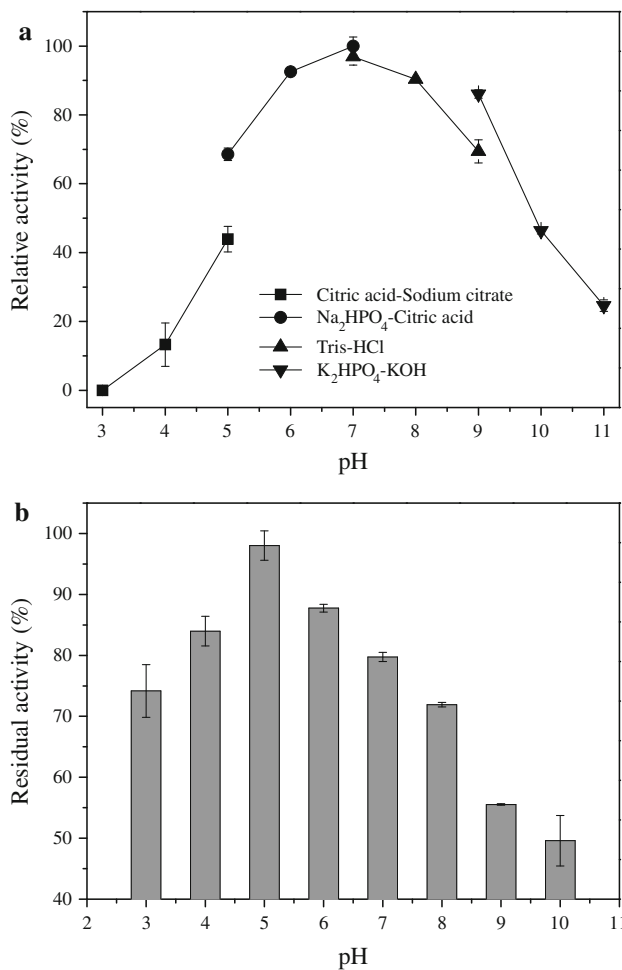 a
Relative activity (%)
100
80
60
40
20
0
Citric acid-Sodium citrate
Na₂HPO₄-Citric acid
Tris-HCl
K₂HPO₄-KOH
3 4 5 6 7 8 9 10 11
pH
b
Residual activity (%)
100
90
80
70
60
50
40
2 3 4 5 6 7 8 9 10 11
pH